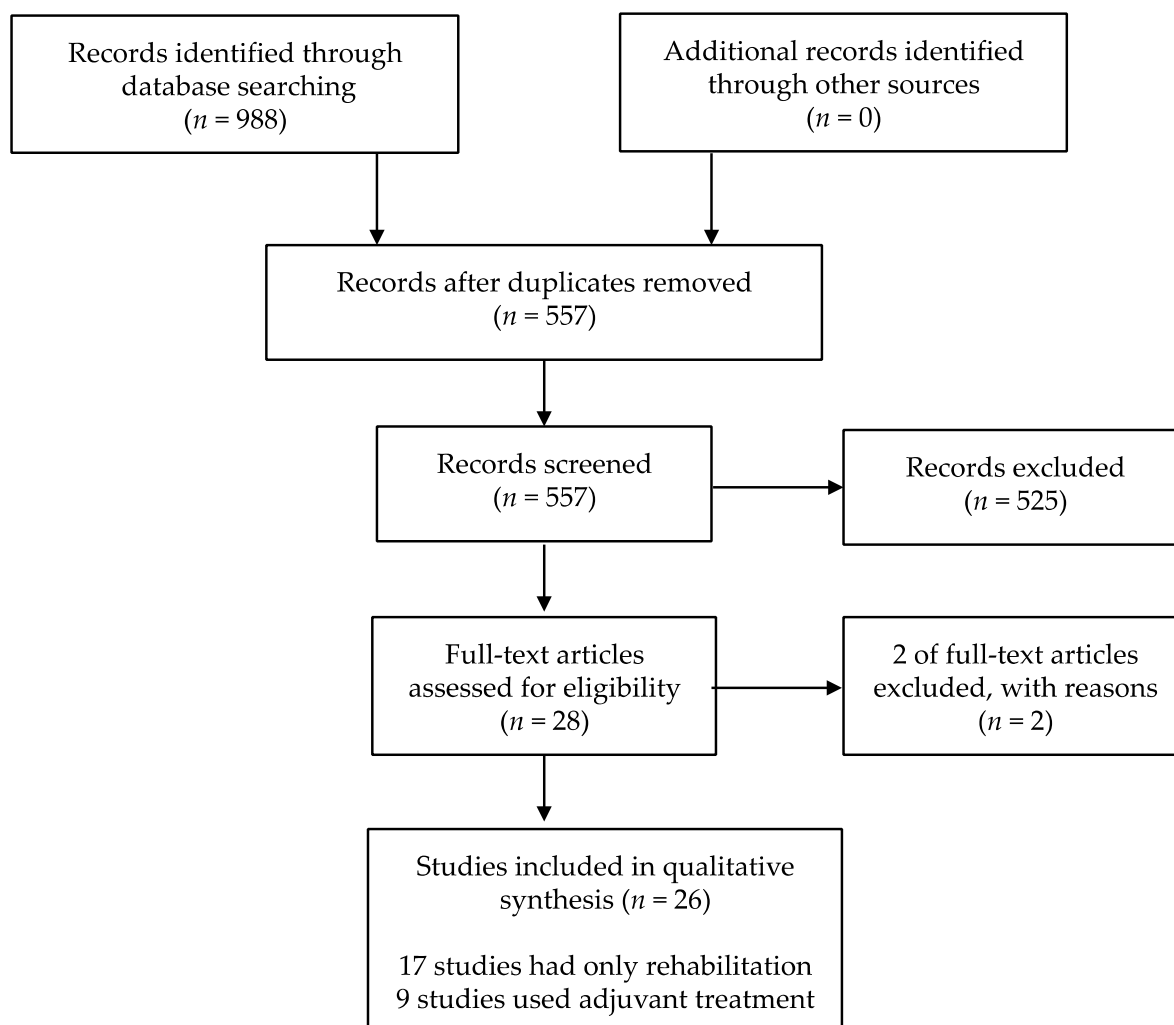 Records identified through
database searching
(n = 988)
Additional records identified
through other sources
(n = 0)
Records after duplicates removed
(n = 557)
Records screened
(n = 557)
Records excluded
(n = 525)
Full-text articles
assessed for eligibility
(n = 28)
2 of full-text articles
excluded, with reasons
(n = 2)
Studies included in qualitative
synthesis (n = 26)
17 studies had only rehabilitation
9 studies used adjuvant treatment